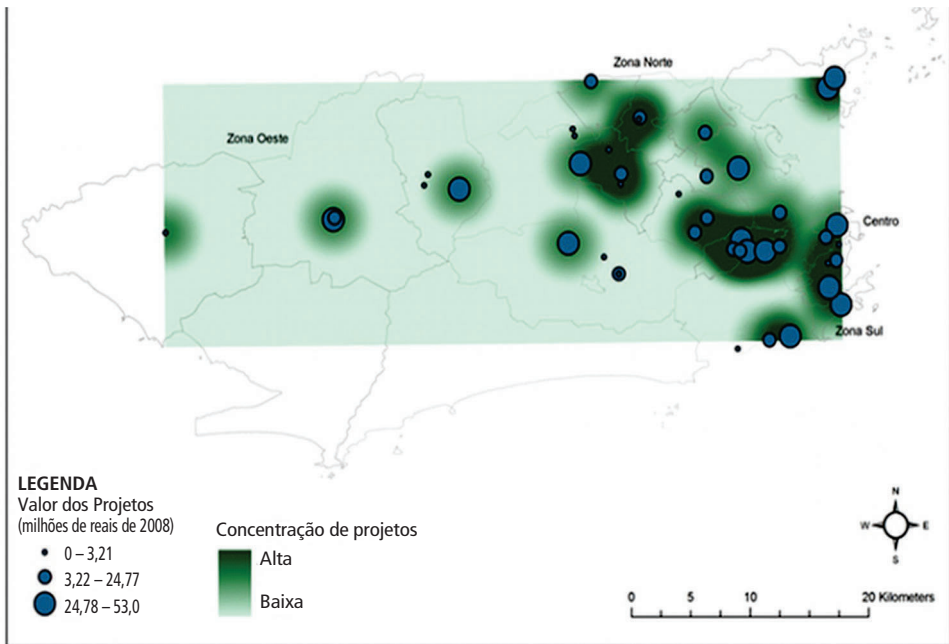 Zona Norte
Zona Oeste
Centro
Zona Sul
LEGENDA
Valor dos Projetos
(milhões de reais de 2008)
0 – 3,21
3,22 – 24,77
24,78 – 53,0
Concentração de projetos
Alta
Baixa
N
W E
S
0 5 10 20 Kilometers